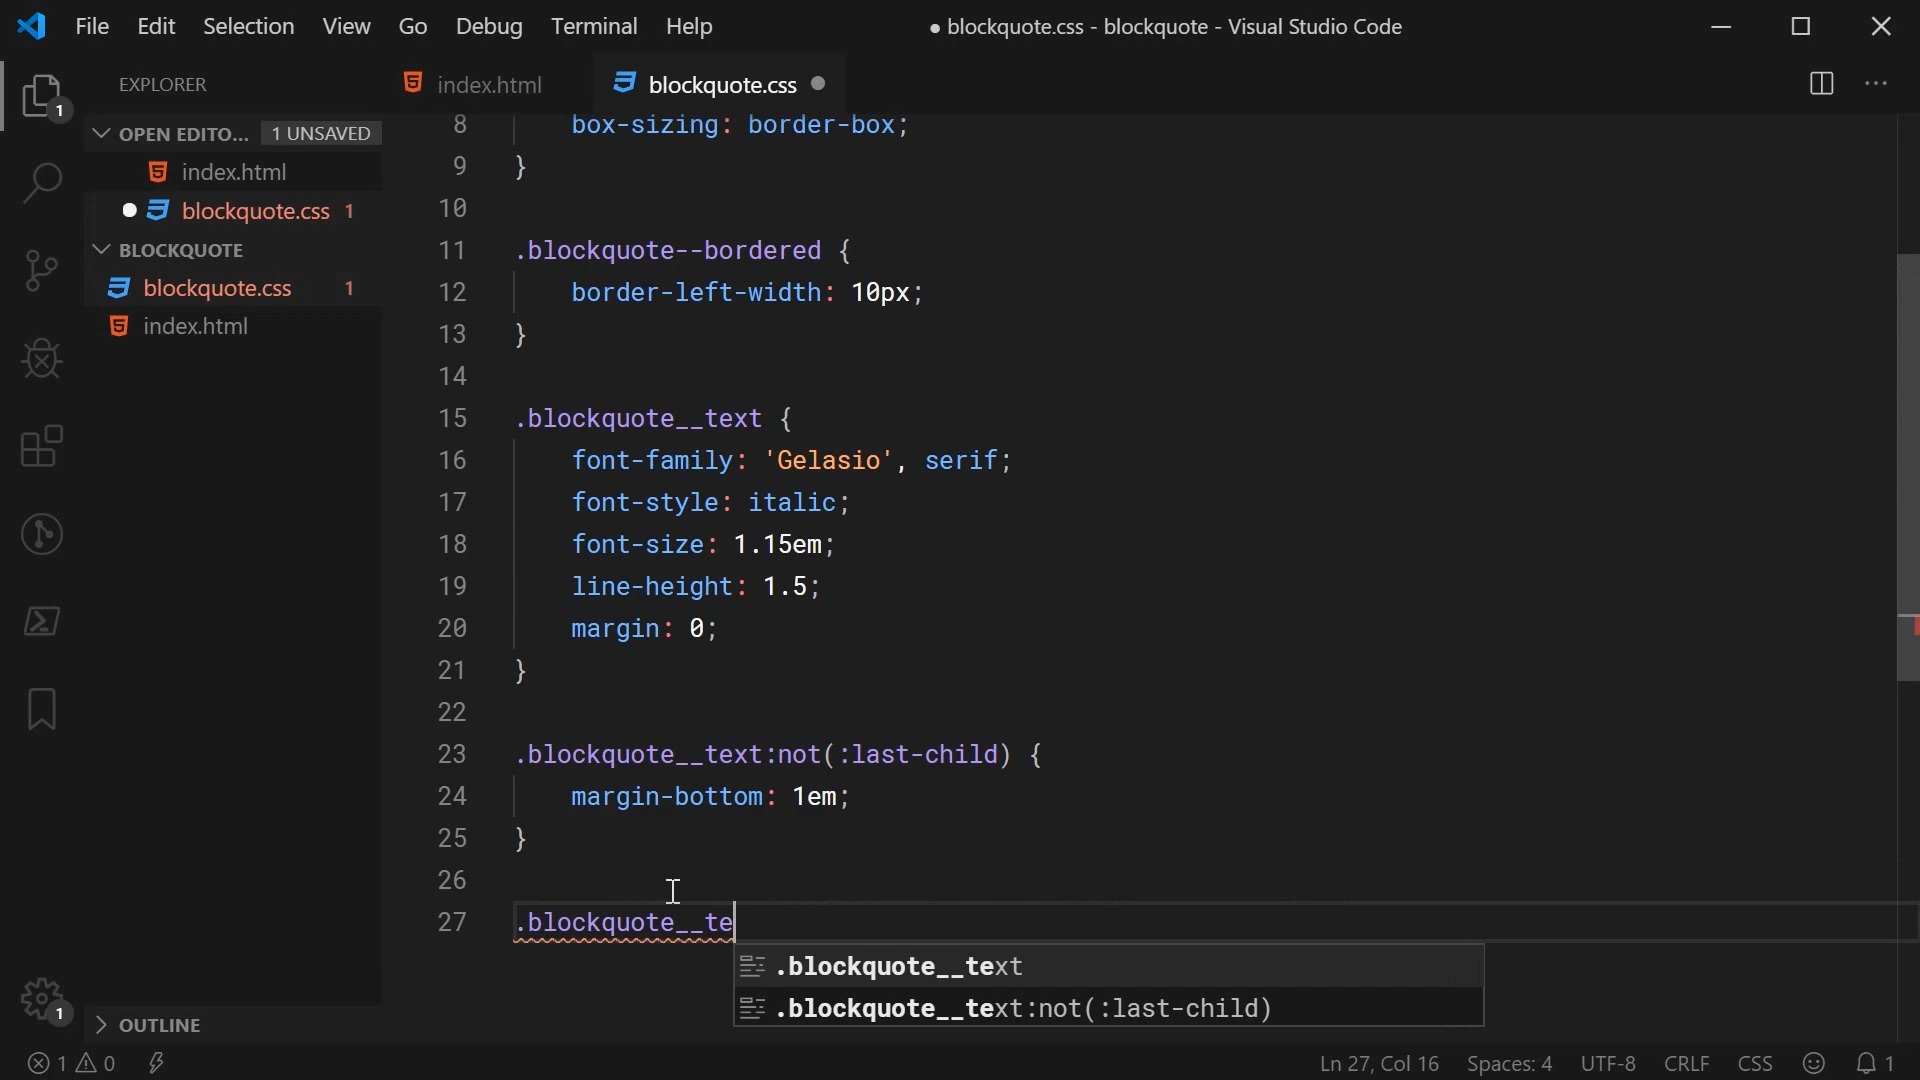 File Edit Selection View Go Debug Terminal Help
● blockquote.css - blockquote - Visual Studio Code
EXPLORER
index.html
blockquote.css
OPEN EDITO... 1 UNSAVED
index.html
blockquote.css 1
BLOCKQUOTE
blockquote.css 1
index.html
OUTLINE
1
1
8 box-sizing: border-box;
9 }
10
11 .blockquote--bordered {
12 border-left-width: 10px;
13 }
14
15 .blockquote__text {
16 font-family: 'Gelasio', serif;
17 font-style: italic;
18 font-size: 1.15em;
19 line-height: 1.5;
20 margin: 0;
21 }
22
23 .blockquote__text:not(:last-child) {
24 margin-bottom: 1em;
25 }
26
27 .blockquote__te
.blockquote__text
.blockquote__text:not(:last-child)
1 0
Ln 27, Col 16 Spaces: 4 UTF-8 CRLF CSS 1